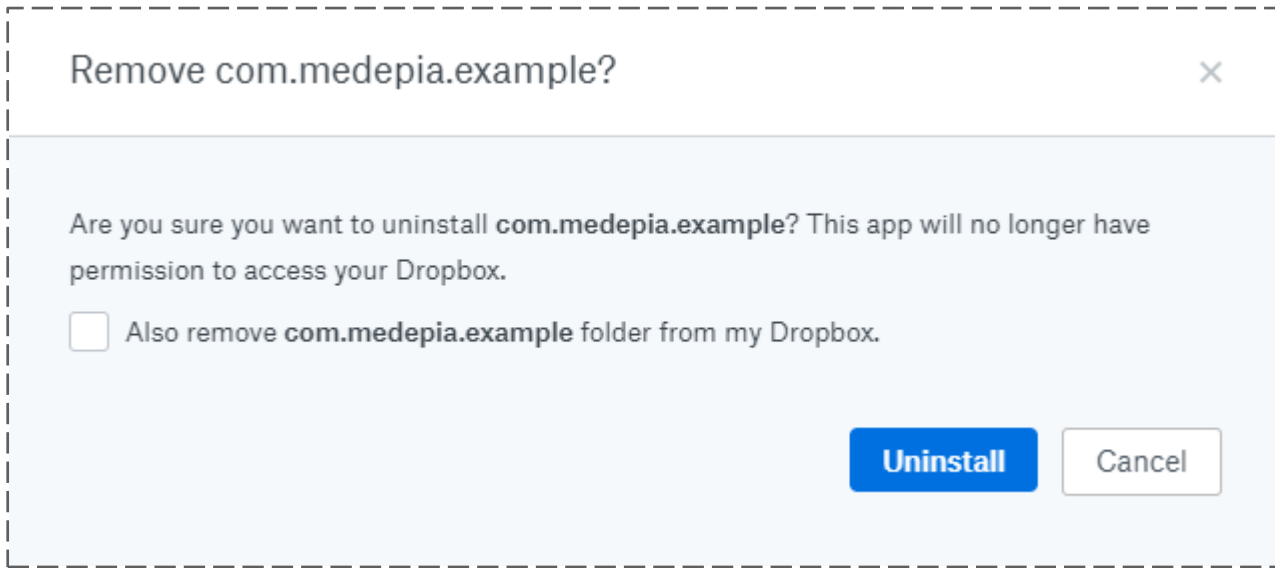 Remove com.medepia.example?
Are you sure you want to uninstall com.medepia.example? This app will no longer have
permission to access your Dropbox.
Also remove com.medepia.example folder from my Dropbox.
Uninstall
Cancel